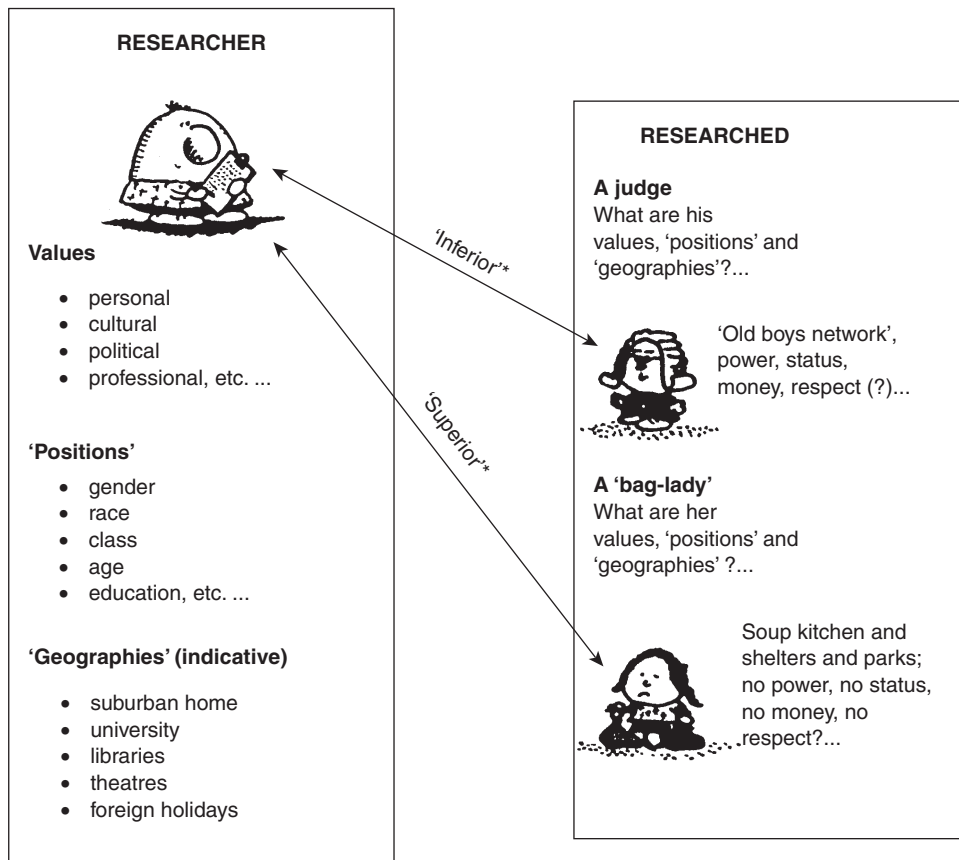 RESEARCHER
Values
• personal
• cultural
• political
• professional, etc. ...
‘Positions’
• gender
• race
• class
• age
• education, etc. ...
‘Geographies’ (indicative)
• suburban home
• university
• libraries
• theatres
• foreign holidays
‘Inferior’*
‘Superior’*
RESEARCHED
A judge
What are his
values, ‘positions’ and
‘geographies’?...
‘Old boys network’,
power, status,
money, respect (?)...
A ‘bag-lady’
What are her
values, ‘positions’ and
‘geographies’ ?...
Soup kitchen and
shelters and parks;
no power, no status,
no money, no
respect?...